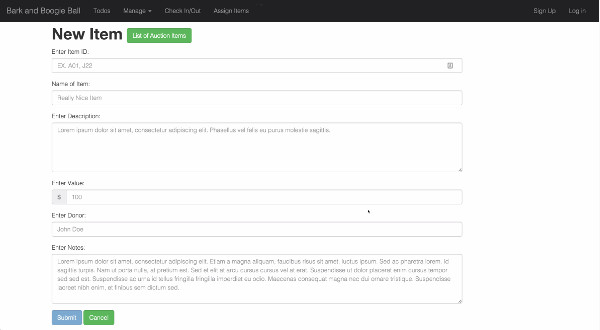 Bark and Boogie Ball Todos Manage Check In/Out Assign Items Sign Up Log in
New Item List of Auction Items
Enter Item ID:
EX. A01, J22
Name of Item:
Really Nice Item
Enter Description:
Lorem ipsum dolor sit amet, consectetur adipiscing elit. Phasellus vel felis eu purus molestie sagittis.
Enter Value:
$ 100
Enter Donor:
John Doe
Enter Notes:
Lorem ipsum dolor sit amet, consectetur adipiscing elit. Etiam a magna aliquam, faucibus risus sit amet, luctus ipsum. Sed ac pharetra lorem, id
sagittis turpis. Nam ut porta nulla, at pretium est. Sed et elit et arcu cursus cursus vel et erat. Suspendisse ut dolor placerat enim cursus tempor
sed sed est. Suspendisse ac urna id tellus fringilla fringilla imperdiet eu odio. Maecenas consequat magna nec dui ornare tristique. Suspendisse
laoreet nibh enim, et finibus sem dictum sed.
Submit Cancel